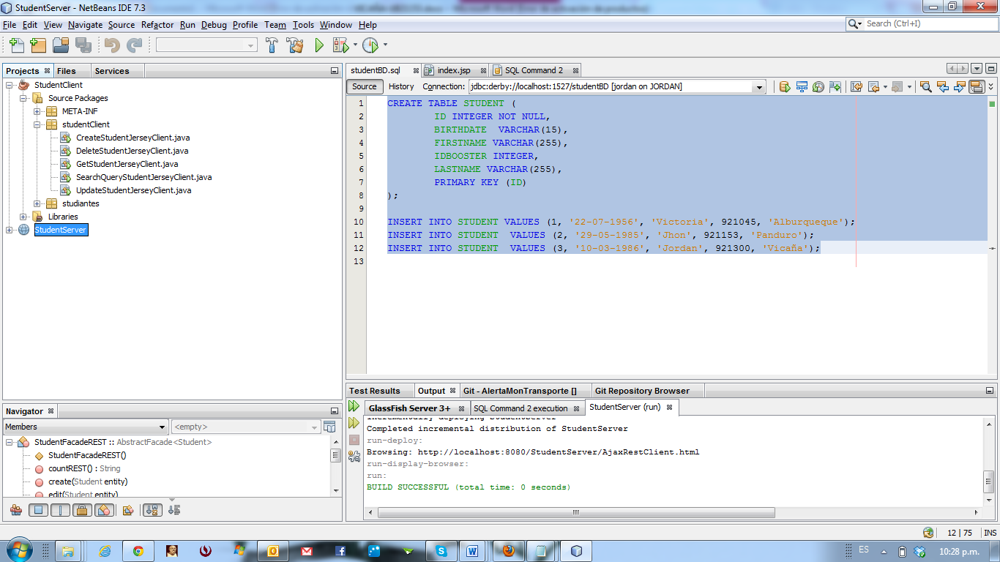 StudentServer - NetBeans IDE 7.3
File Edit View Navigate Source Refactor Run Debug Profile Team Tools Window Help
Search (Ctrl+I)
Projects Files Services
StudentClient
Source Packages
META-INF
studentClient
CreateStudentJerseyClient.java
DeleteStudentJerseyClient.java
GetStudentJerseyClient.java
SearchQueryStudentJerseyClient.java
UpdateStudentJerseyClient.java
studiantes
Libraries
StudentServer
studentBD.sql index.jsp SQL Command 2
Source History Connection: jdbc:derby://localhost:1527/studentBD [jordan on JORDAN]
1 CREATE TABLE STUDENT (
2 ID INTEGER NOT NULL,
3 BIRTHDATE VARCHAR(15),
4 FIRSTNAME VARCHAR(255),
5 IDBOOSTER INTEGER,
6 LASTNAME VARCHAR(255),
7 PRIMARY KEY (ID)
8 );
9
10 INSERT INTO STUDENT VALUES (1, '22-07-1956', 'Victoria', 921045, 'Alburqueque');
11 INSERT INTO STUDENT VALUES (2, '29-05-1985', 'Jhon', 921153, 'Panduro');
12 INSERT INTO STUDENT VALUES (3, '10-03-1986', 'Jordan', 921300, 'Vicaña');
13
Navigator
Members <empty>
StudentFacadeREST :: AbstractFacade<Student>
StudentFacadeREST()
countREST() : String
create(Student entity)
edit(Student entity)
Test Results Output Git - AlertaMonTransporte [] Git Repository Browser
GlassFish Server 3+ SQL Command 2 execution StudentServer (run)
Incrementally deploying StudentServer
Completed incremental distribution of StudentServer
run-deploy:
Browsing: http://localhost:8080/StudentServer/AjaxRestClient.html
run-display-browser:
run:
BUILD SUCCESSFUL (total time: 0 seconds)
12 | 75 INS
ES 10:28 p.m.